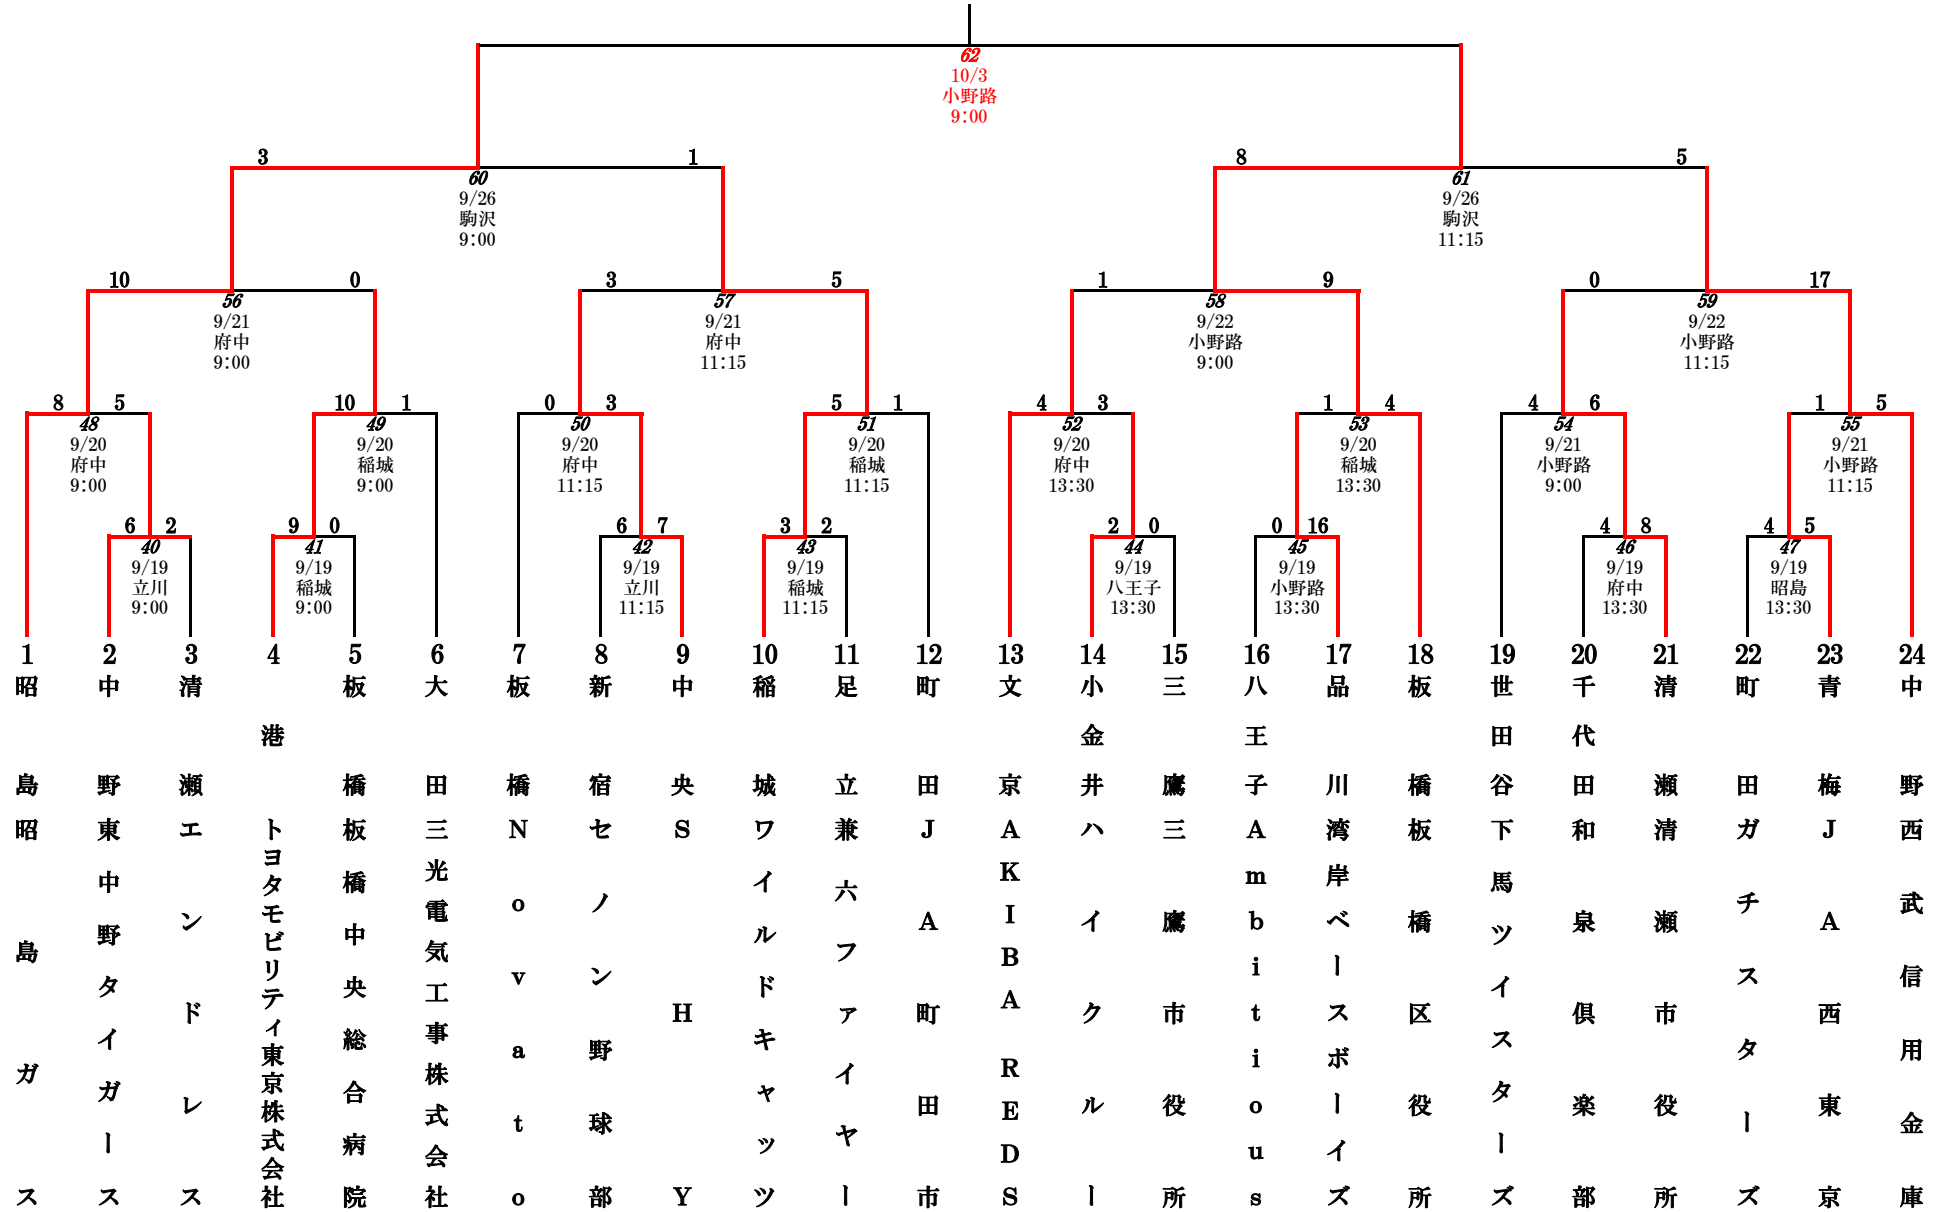 62
10/3
小野路
9:00
3 1 8 5
60 61
9/26 9/26
駒沢 駒沢
9:00 11:15
10 0 3 5 1 9 0 17
56 57 58 59
9/21 9/21 9/22 9/22
府中 府中 小野路 小野路
9:00 11:15 9:00 11:15
8 5 10 1 0 3 5 1 4 3 1 4 4 6 1 5
48 49 50 51 52 53 54 55
9/20 9/20 9/20 9/20 9/20 9/20 9/21 9/21
府中 稲城 府中 稲城 府中 稲城 小野路 小野路
9:00 9:00 11:15 11:15 13:30 13:30 9:00 11:15
6 2 9 0 6 7 3 2 2 0 0 16 4 8 4 5
40 41 42 43 44 45 46 47
9/19 9/19 9/19 9/19 9/19 9/19 9/19 9/19
立川 稲城 立川 稲城 八王子 小野路 府中 昭島
9:00 9:00 11:15 11:15 13:30 13:30 13:30 13:30
1 昭島 昭島ガス
2 中野 東中野タイガース
3 清瀬 エンドレス
4 港 トヨタモビリティ東京株式会社
5 板橋 板橋中央総合病院
6 大田 三光電気工事株式会社
7 板橋 Novato
8 新宿 セノン野球部
9 中央 SHY
10 稲城 ワイルドキャッツ
11 足立 兼六ファイヤー
12 町田 JA町田市
13 文京 AKIBA REDS
14 小金井 ハイクルー
15 三鷹 三鷹市役所
16 八王子 Ambitious
17 品川 湾岸ベースボーイズ
18 板橋 板橋区役所
19 世田谷 下馬ツイスターズ
20 千代田 和泉倶楽部
21 清瀬 清瀬市役所
22 町田 ガチスターズ
23 青梅 JA西東京
24 中野 西武信用金庫